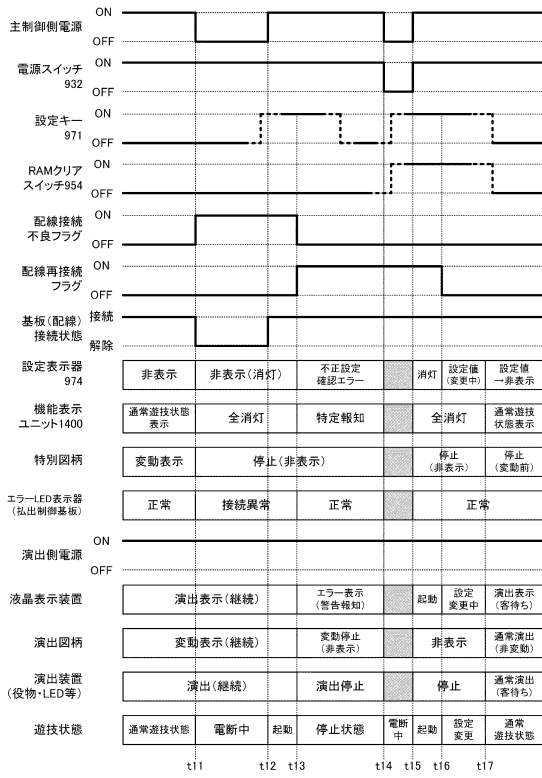 ON
主制御側電源
OFF
ON
電源スイッチ
932
OFF
ON
設定キー
971
OFF
ON
RAMクリア
スイッチ954
OFF
ON
配線接続
不良フラグ
OFF
ON
配線再接続
フラグ
OFF
基板(配線) 接続
接続状態
解除
設定表示器
974
非表示 非表示(消灯) 不正設定
確認エラー
消灯 設定値
(変更中)
設定値
→非表示
機能表示
ユニット1400
通常遊技状態
表示
全消灯 特定報知 全消灯 通常遊技
状態表示
特別図柄 変動表示 停止(非表示) 停止
(非表示)
停止
(変動前)
エラーLED表示器
(払出制御基板)
正常 接続異常 正常 正常
ON
演出側電源
OFF
液晶表示装置 演出表示(継続) エラー表示
(警告報知)
起動 設定
変更中
演出表示
(客待ち)
演出図柄 変動表示(継続) 変動停止
(非表示)
非表示 通常演出
(非変動)
演出装置
(役物・LED等)
演出(継続) 演出停止 停止 通常演出
(客待ち)
遊技状態 通常遊技状態 電断中 起動 停止状態 電断
中
起動 設定
変更
通常
遊技状態
t11 t12 t13 t14 t15 t16 t17